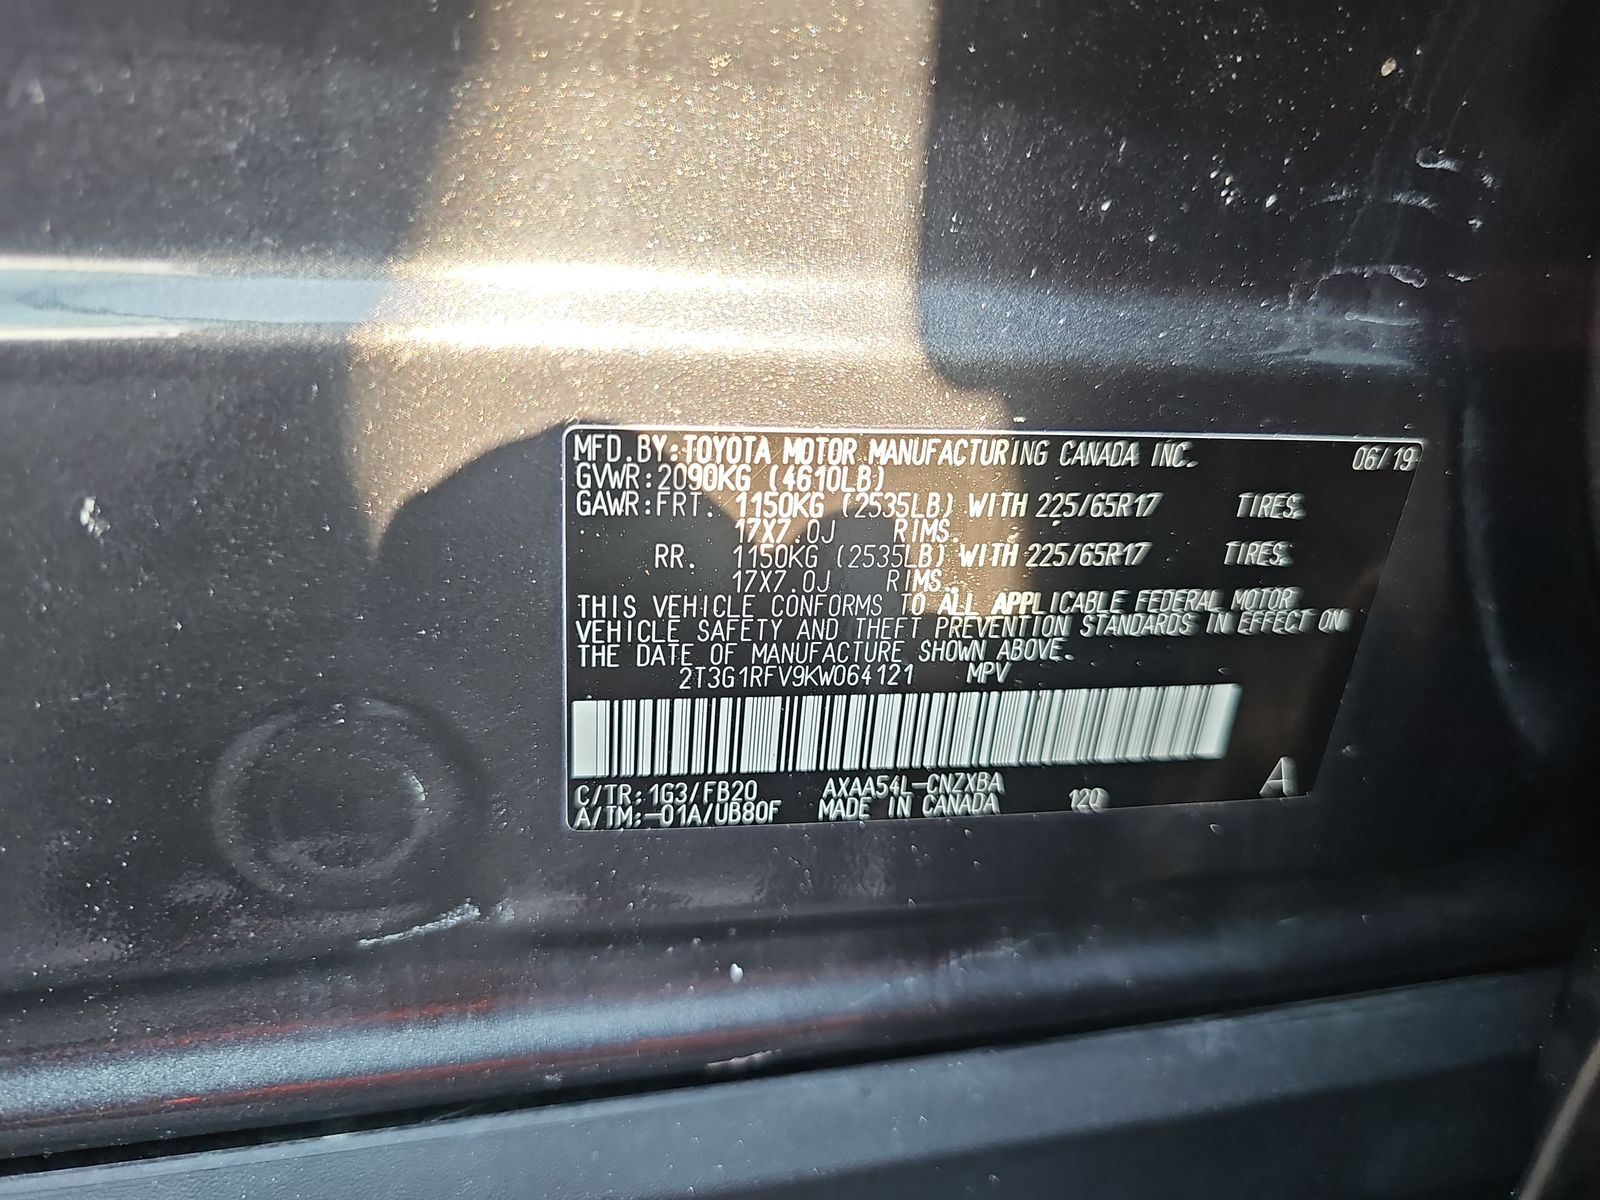 MFD.BY:TOYOTA MOTOR MANUFACTURING CANADA INC. 06/19
GVWR:2090KG (4610LB)
GAWR:FRT. 1150KG (2535LB) WITH 225/65R17 TIRES.
17X7.0J RIMS.
RR. 1150KG (2535LB) WITH 225/65R17 TIRES.
17X7.0J RIMS.
THIS VEHICLE CONFORMS TO ALL APPLICABLE FEDERAL MOTOR
VEHICLE SAFETY AND THEFT PREVENTION STANDARDS IN EFFECT ON
THE DATE OF MANUFACTURE SHOWN ABOVE.
2T3G1RFV9KW064121 MPV
C/TR:1G3/FB20 AXAA54L-CNZXBA 120 A
A/TM:-01A/UB80F MADE IN CANADA